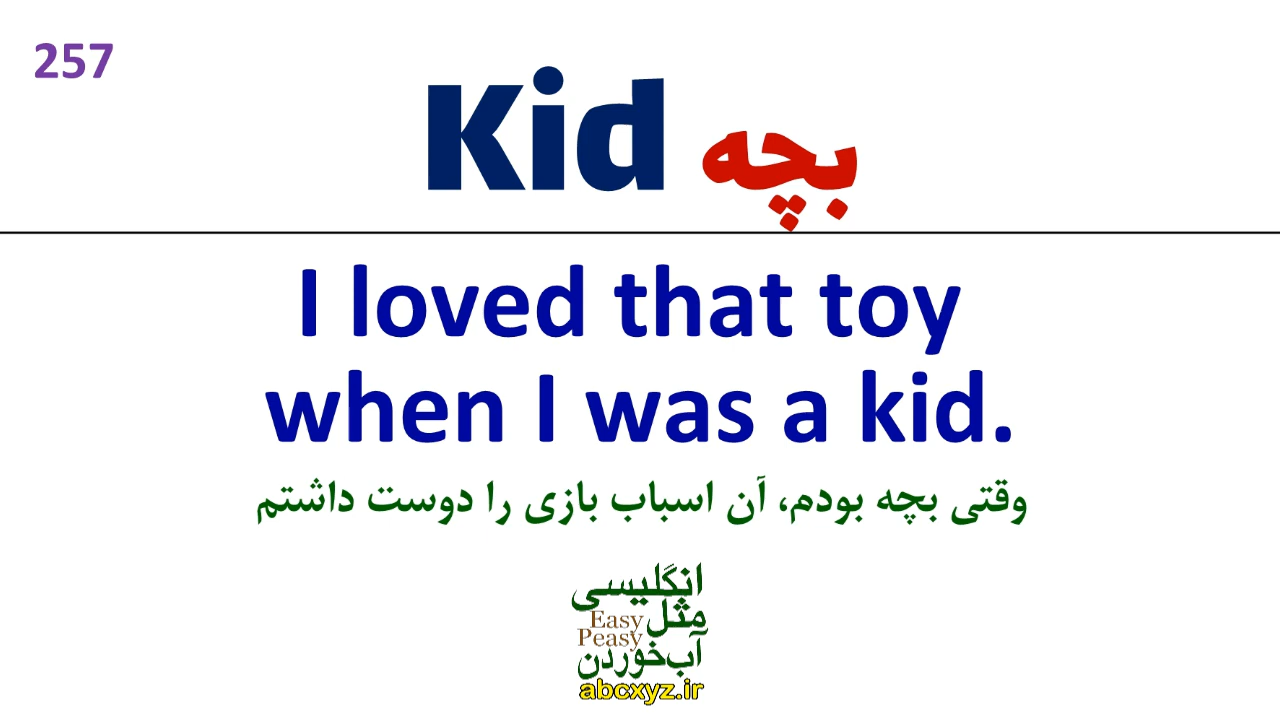 257
Kid بچه
I loved that toy
when I was a kid.
وقتی بچه بودم، آن اسباب بازی را دوست داشتم
انگلیسی
مثل
Easy
Peasy
آب‌خوردن
abcxyz.ir